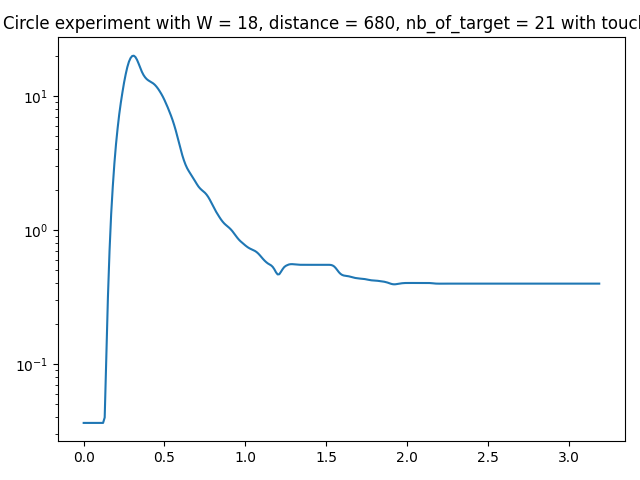 Circle experiment with W = 18, distance = 680, nb_of_target = 21 with touch
10¹
10⁰
10⁻¹
0.0 0.5 1.0 1.5 2.0 2.5 3.0